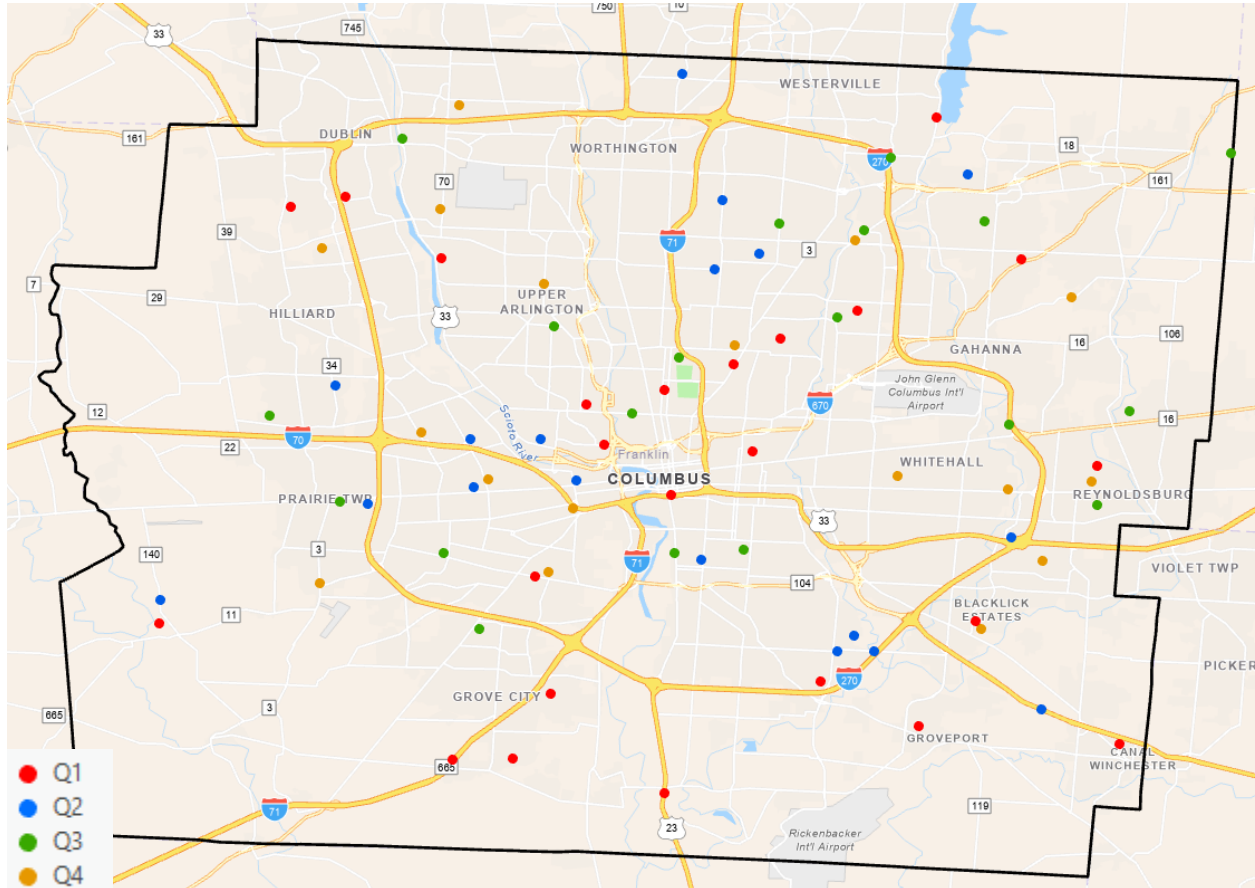 750
10
745
33
WESTERVILLE
161
DUBLIN
WORTHINGTON
18
270
70
161
39
71
3
7
29
UPPER
ARLINGTON
HILLIARD
33
106
16
GAHANNA
34
John Glenn
Columbus Int'l
Airport
12
670
16
Scioto River
70
22
Franklin
WHITEHALL
COLUMBUS
PRAIRIE TWP
REYNOLDSBURG
33
3
140
71
VIOLET TWP
104
BLACKLICK
ESTATES
11
PICKER
270
GROVE CITY
3
665
GROVEPORT
CANAL
WINCHESTER
665
Q1
Q2
71
119
23
Rickenbacker
Int'l Airport
Q3
Q4